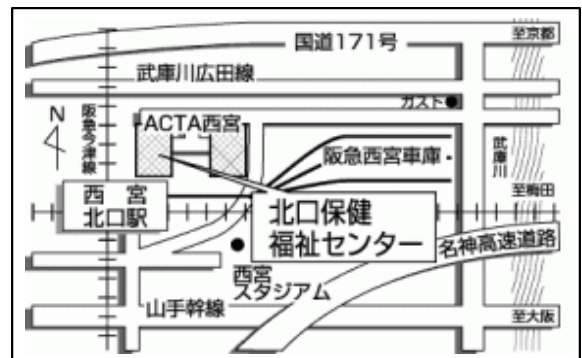 国道171号
至京都
武庫川広田線
ガスト
N
阪急今津線
ACTA西宮
阪急西宮車庫
武庫川
至梅田
西宮
北口駅
北口保健
福祉センター
名神高速道路
西宮
スタジアム
山手幹線
至大阪